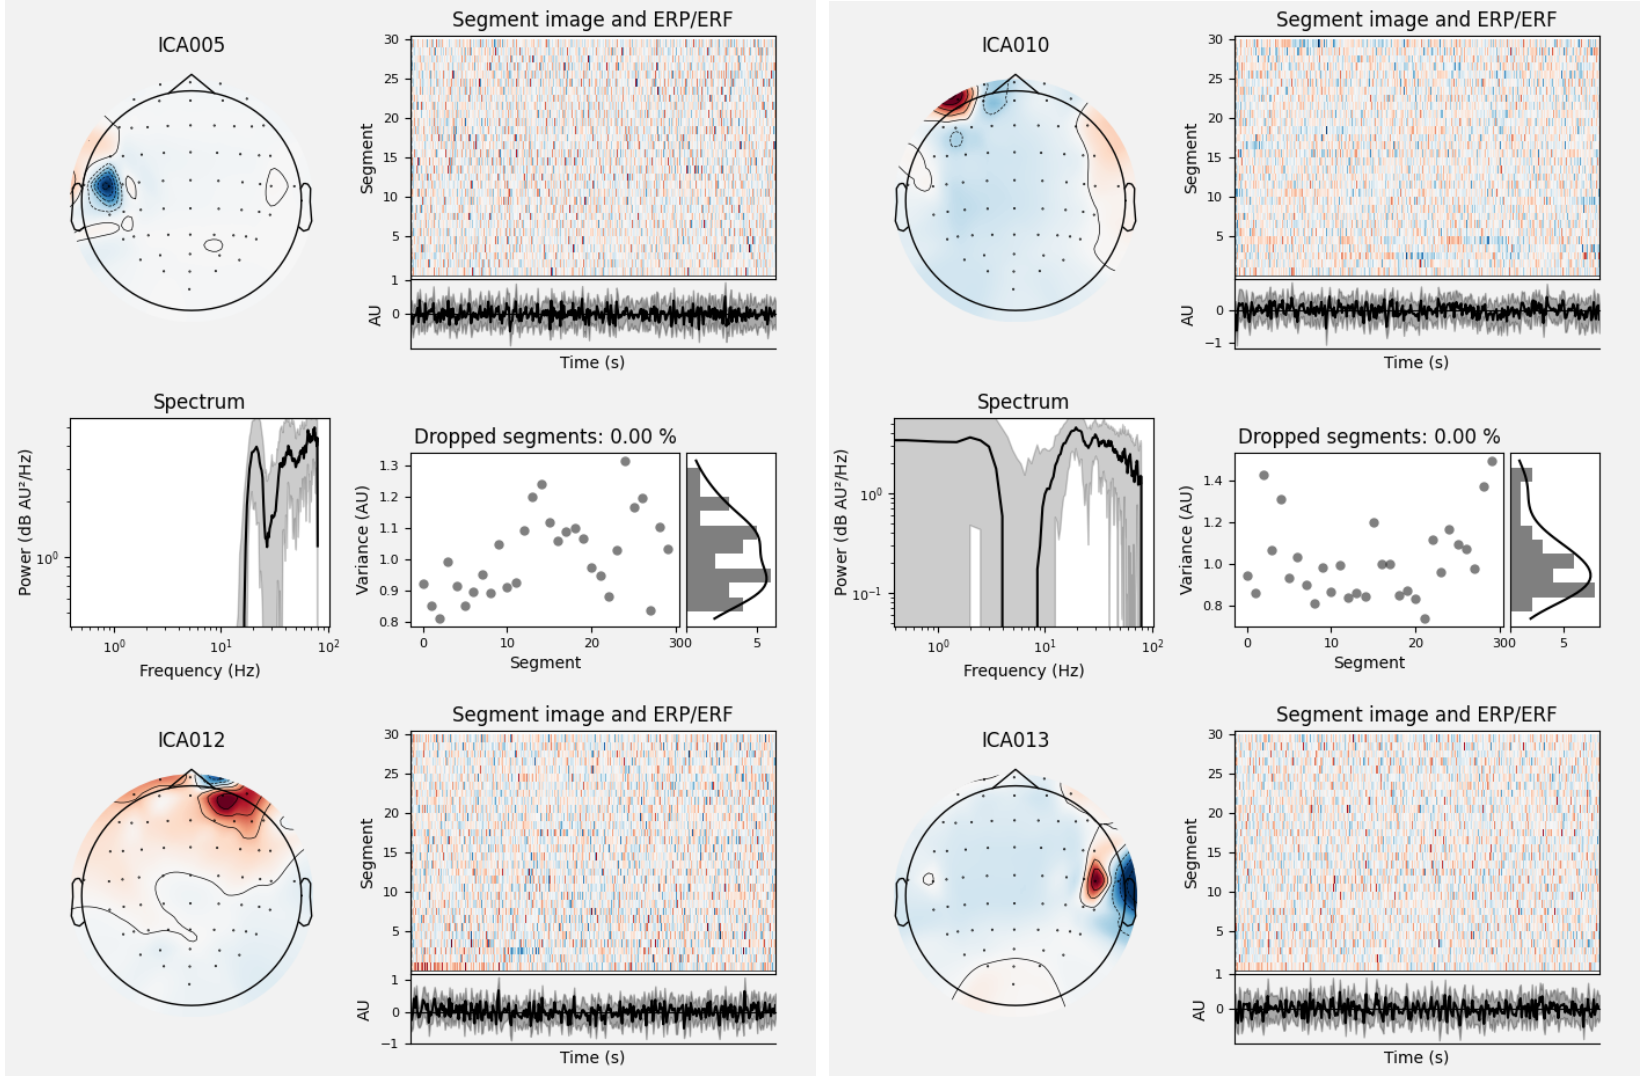 Segment image and ERP/ERF
ICA005
30
25
20
15
10
5
Segment
1
0
AU
Time (s)
Spectrum
Power (dB AU²/Hz)
10⁰
10⁰ 10¹ 10²
Frequency (Hz)
Dropped segments: 0.00 %
Variance (AU)
1.3
1.2
1.1
1.0
0.9
0.8
0 10 20 30 0 5
Segment
Segment image and ERP/ERF
ICA010
30
25
20
15
10
5
Segment
0
−1
AU
Time (s)
Spectrum
Power (dB AU²/Hz)
10⁰
10⁻¹
10⁰ 10¹ 10²
Frequency (Hz)
Dropped segments: 0.00 %
Variance (AU)
1.4
1.2
1.0
0.8
0 10 20 30 0 5
Segment
Segment image and ERP/ERF
ICA012
30
25
20
15
10
5
Segment
1
0
−1
AU
Time (s)
Segment image and ERP/ERF
ICA013
30
25
20
15
10
5
Segment
1
0
AU
Time (s)